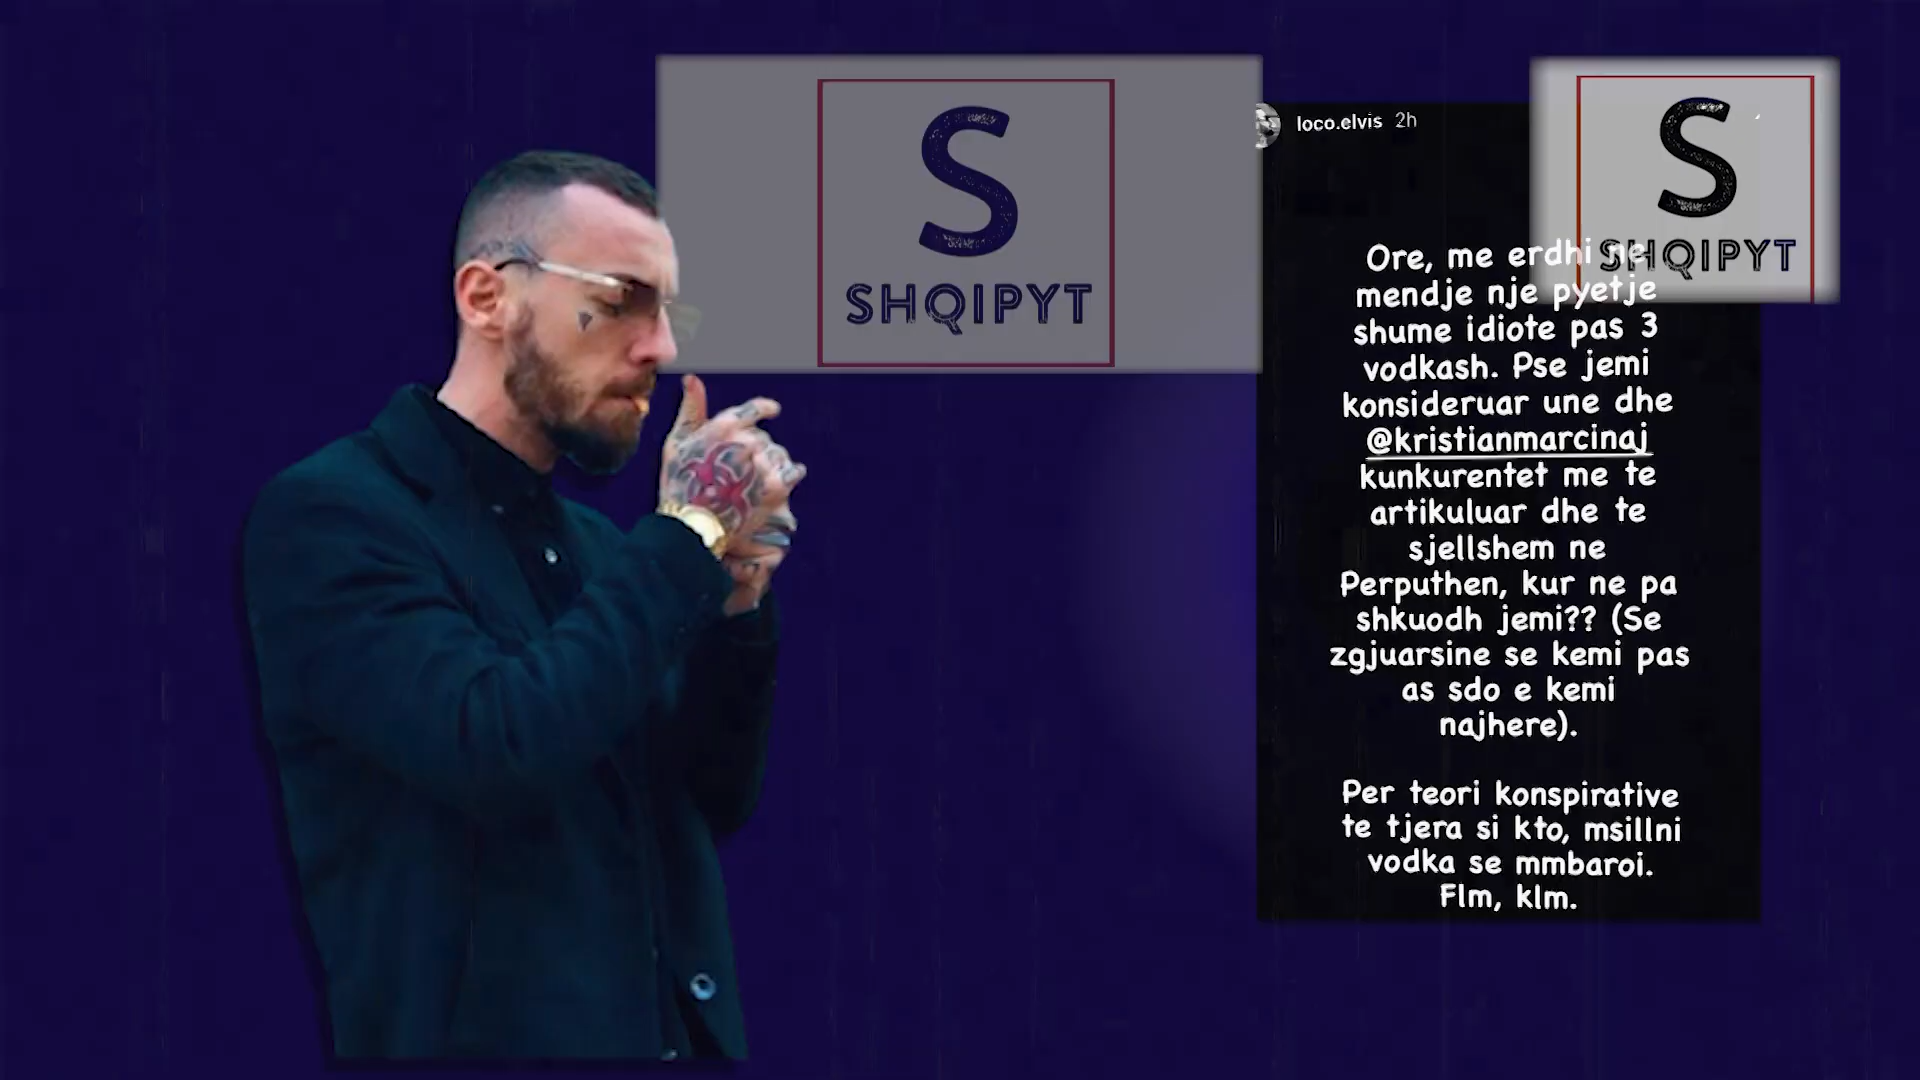 S
SHQIPYT
loco.elvis 2h
S
SHQIPYT
Ore, me erdhi ne
mendje nje pyetje
shume idiote pas 3
vodkash. Pse jemi
konsideruar une dhe
@kristianmarcinaj
kunkurentet me te
artikuluar dhe te
sjellshem ne
Perputhen, kur ne pa
shkuodh jemi?? (Se
zgjuarsine se kemi pas
as sdo e kemi
najhere).
Per teori konspirative
te tjera si kto, msillni
vodka se mmbaroi.
Flm, klm.